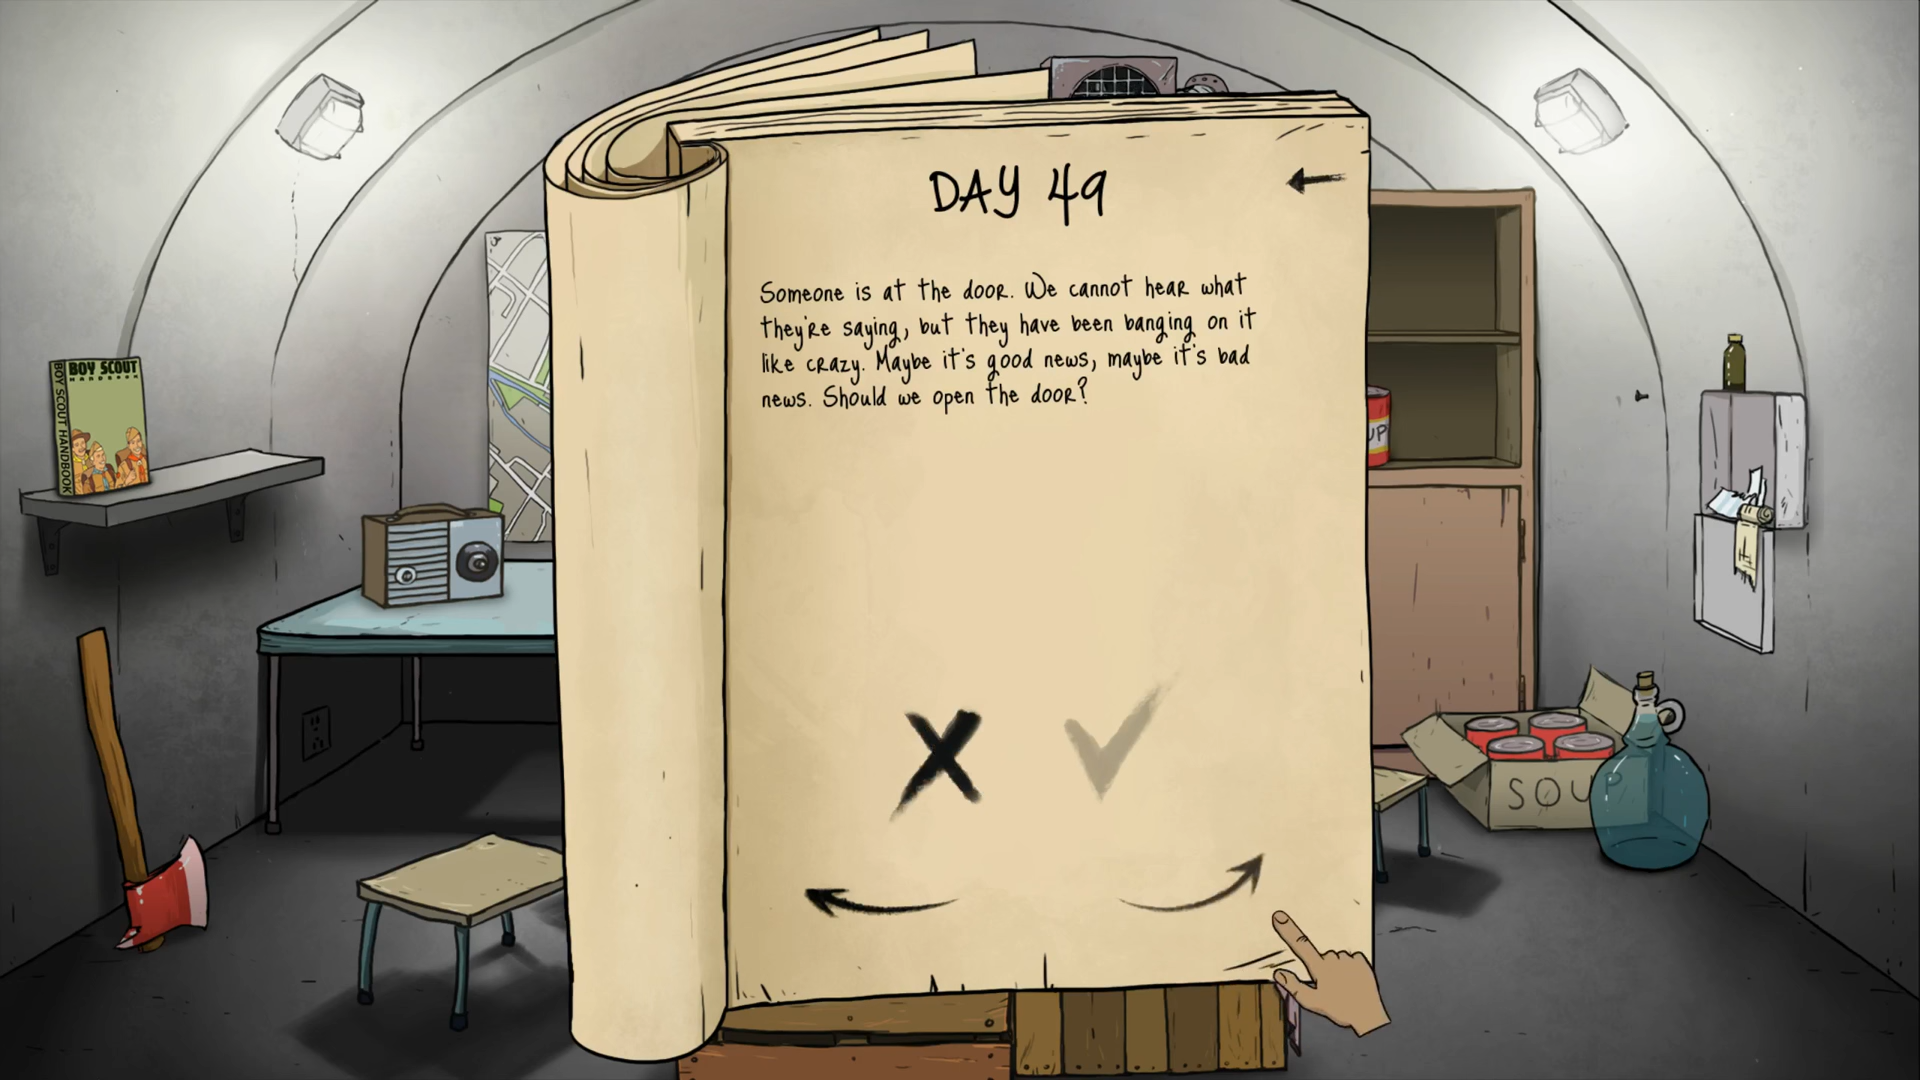 DAY 49
Someone is at the door. We cannot hear what
they're saying, but they have been banging on it
like crazy. Maybe it's good news, maybe it's bad
news. Should we open the door?
BOY SCOUT
HANDBOOK
BOY SCOUT HANDBOOK
UP
SOU